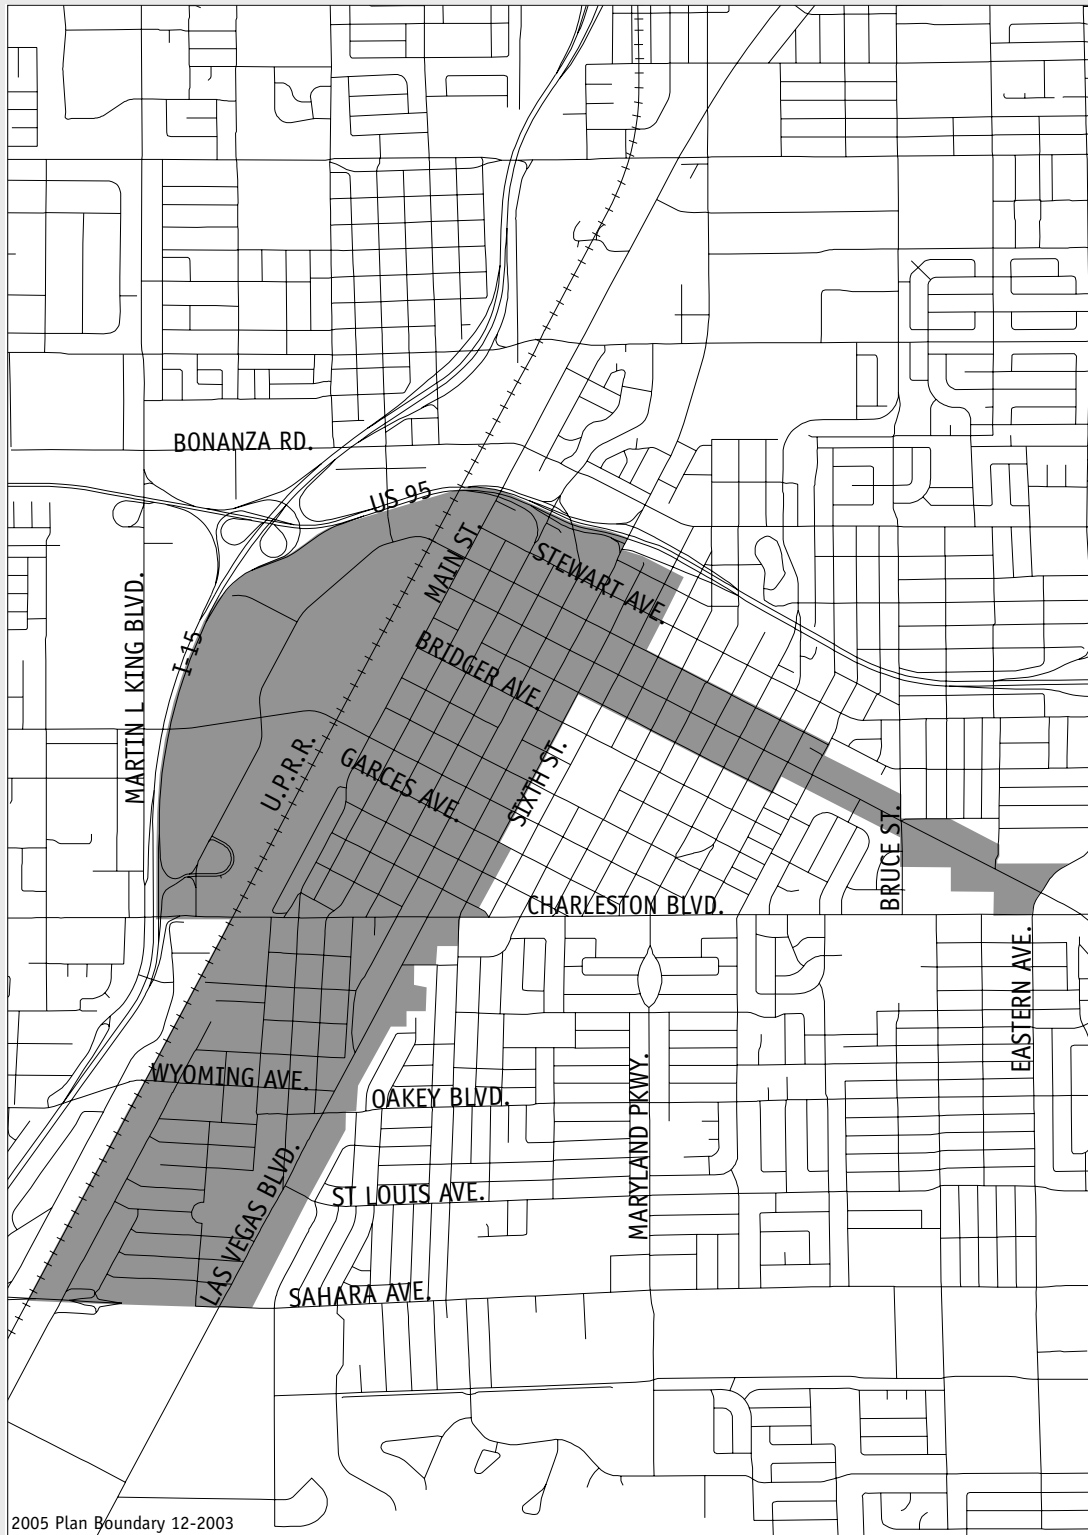 BONANZA RD.
US 95
MAIN ST.
STEWART AVE.
MARTIN L KING BLVD.
I-15
BRIDGER AVE.
U.P.R.R.
GARCES AVE.
SIXTH ST.
BRUCE ST.
CHARLESTON BLVD.
EASTERN AVE.
WYOMING AVE.
OAKEY BLVD.
MARYLAND PKWY.
LAS VEGAS BLVD.
ST LOUIS AVE.
SAHARA AVE.
2005 Plan Boundary 12-2003